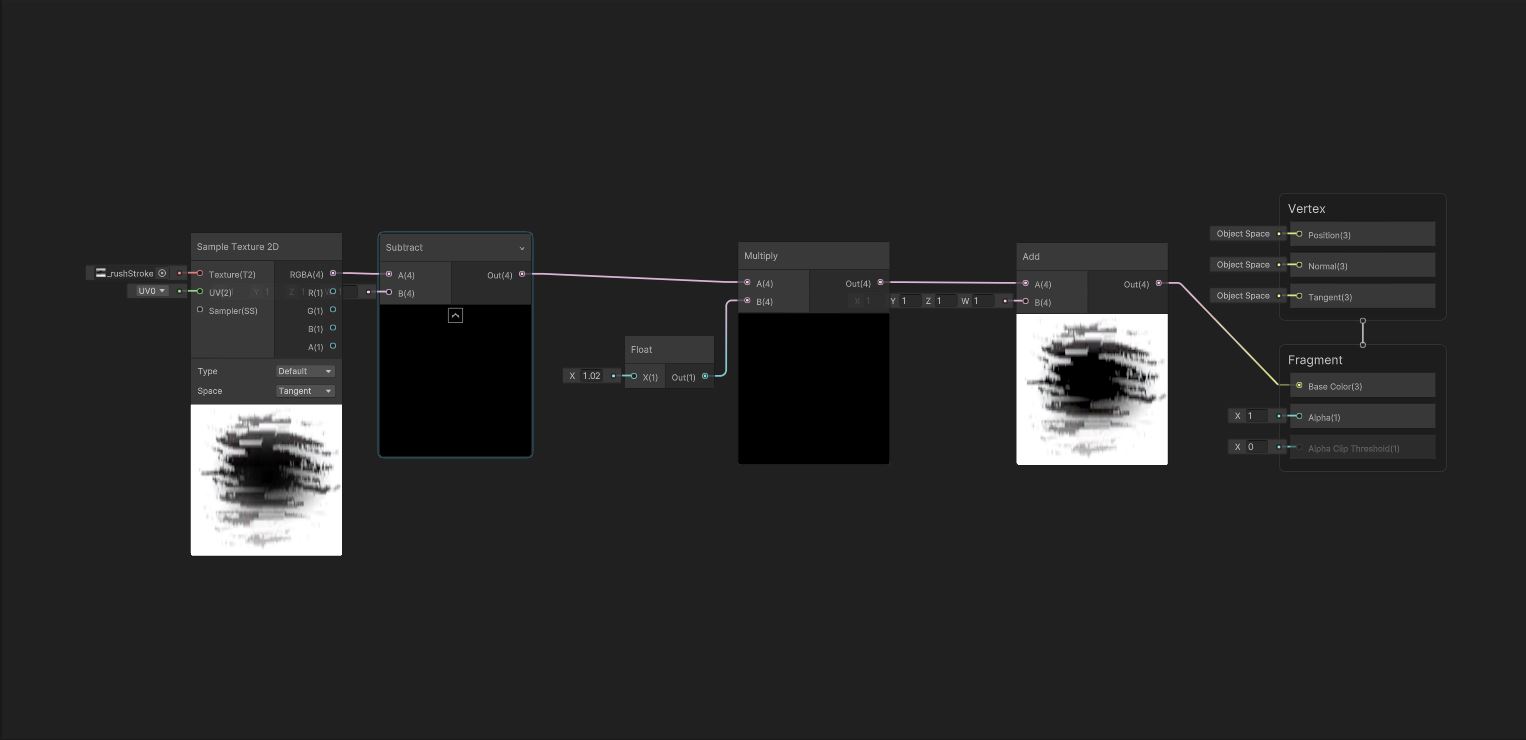 Sample Texture 2D
_rushStroke
Texture(T2)
RGBA(4)
UV0
UV(2)
Y 1
Z 1
R(1)
Sampler(SS)
G(1)
B(1)
A(1)
Type
Default
Space
Tangent
Subtract
A(4)
Out(4)
B(4)
Float
X 1.02
X(1)
Out(1)
Multiply
A(4)
Out(4)
B(4)
X 1 Y 1 Z 1 W 1
Add
A(4)
Out(4)
B(4)
Vertex
Object Space
Position(3)
Object Space
Normal(3)
Object Space
Tangent(3)
Fragment
Base Color(3)
X 1
Alpha(1)
X 0
Alpha Clip Threshold(1)